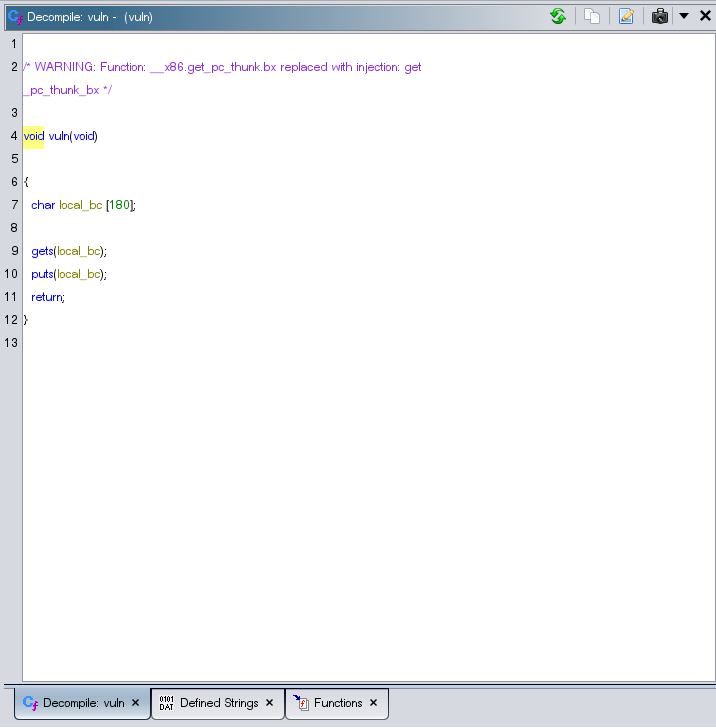 Decompile: vuln - (vuln)
1
2 /* WARNING: Function: __x86.get_pc_thunk.bx replaced with injection: get
_pc_thunk_bx */
3
4 void vuln(void)
5
6 {
7 char local_bc [180];
8
9 gets(local_bc);
10 puts(local_bc);
11 return;
12 }
13
Decompile: vuln × 0101 DAT Defined Strings × Functions ×